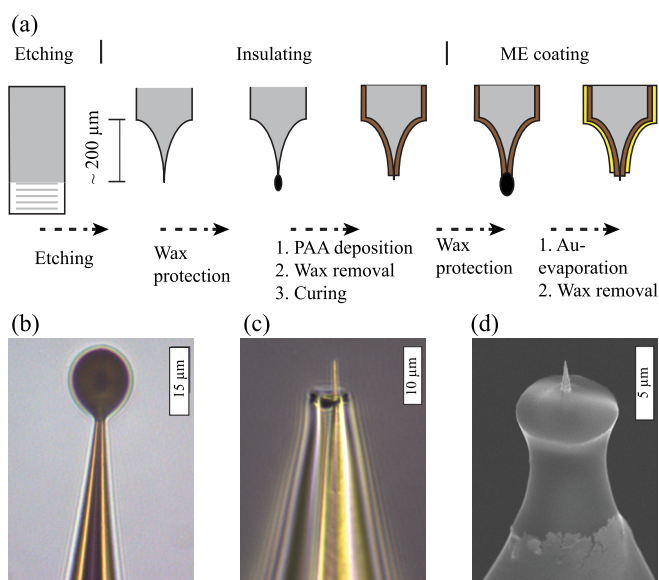 (a)
Etching
Insulating
ME coating
~ 200 μm
Etching
Wax
protection
1. PAA deposition
2. Wax removal
3. Curing
Wax
protection
1. Au-
evaporation
2. Wax removal
(b)
(c)
(d)
15 μm
10 μm
5 μm